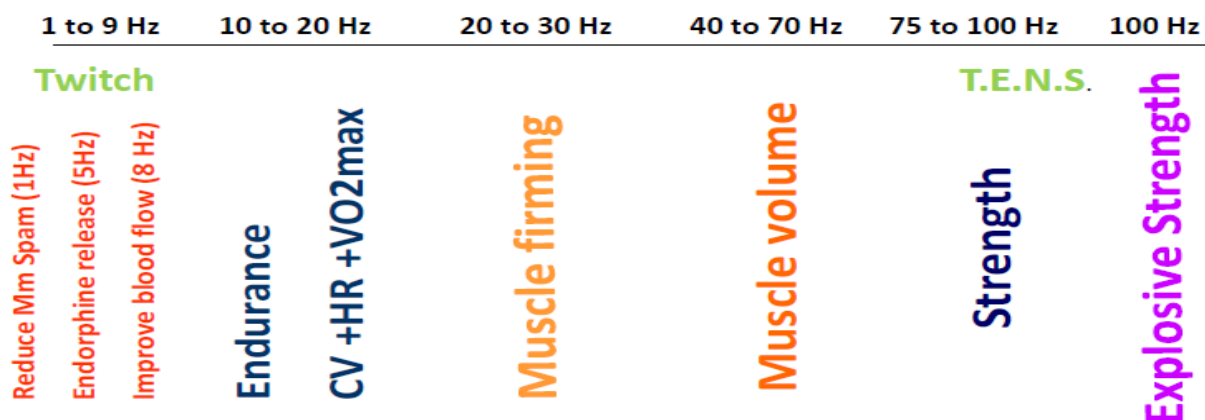 1 to 9 Hz
10 to 20 Hz
20 to 30 Hz
40 to 70 Hz
75 to 100 Hz
100 Hz
Twitch
T.E.N.S.
Reduce Mm Spam (1Hz)
Endorphine release (5Hz)
Improve blood flow (8 Hz)
Endurance
CV +HR +VO2max
Muscle firming
Muscle volume
Strength
Explosive Strength